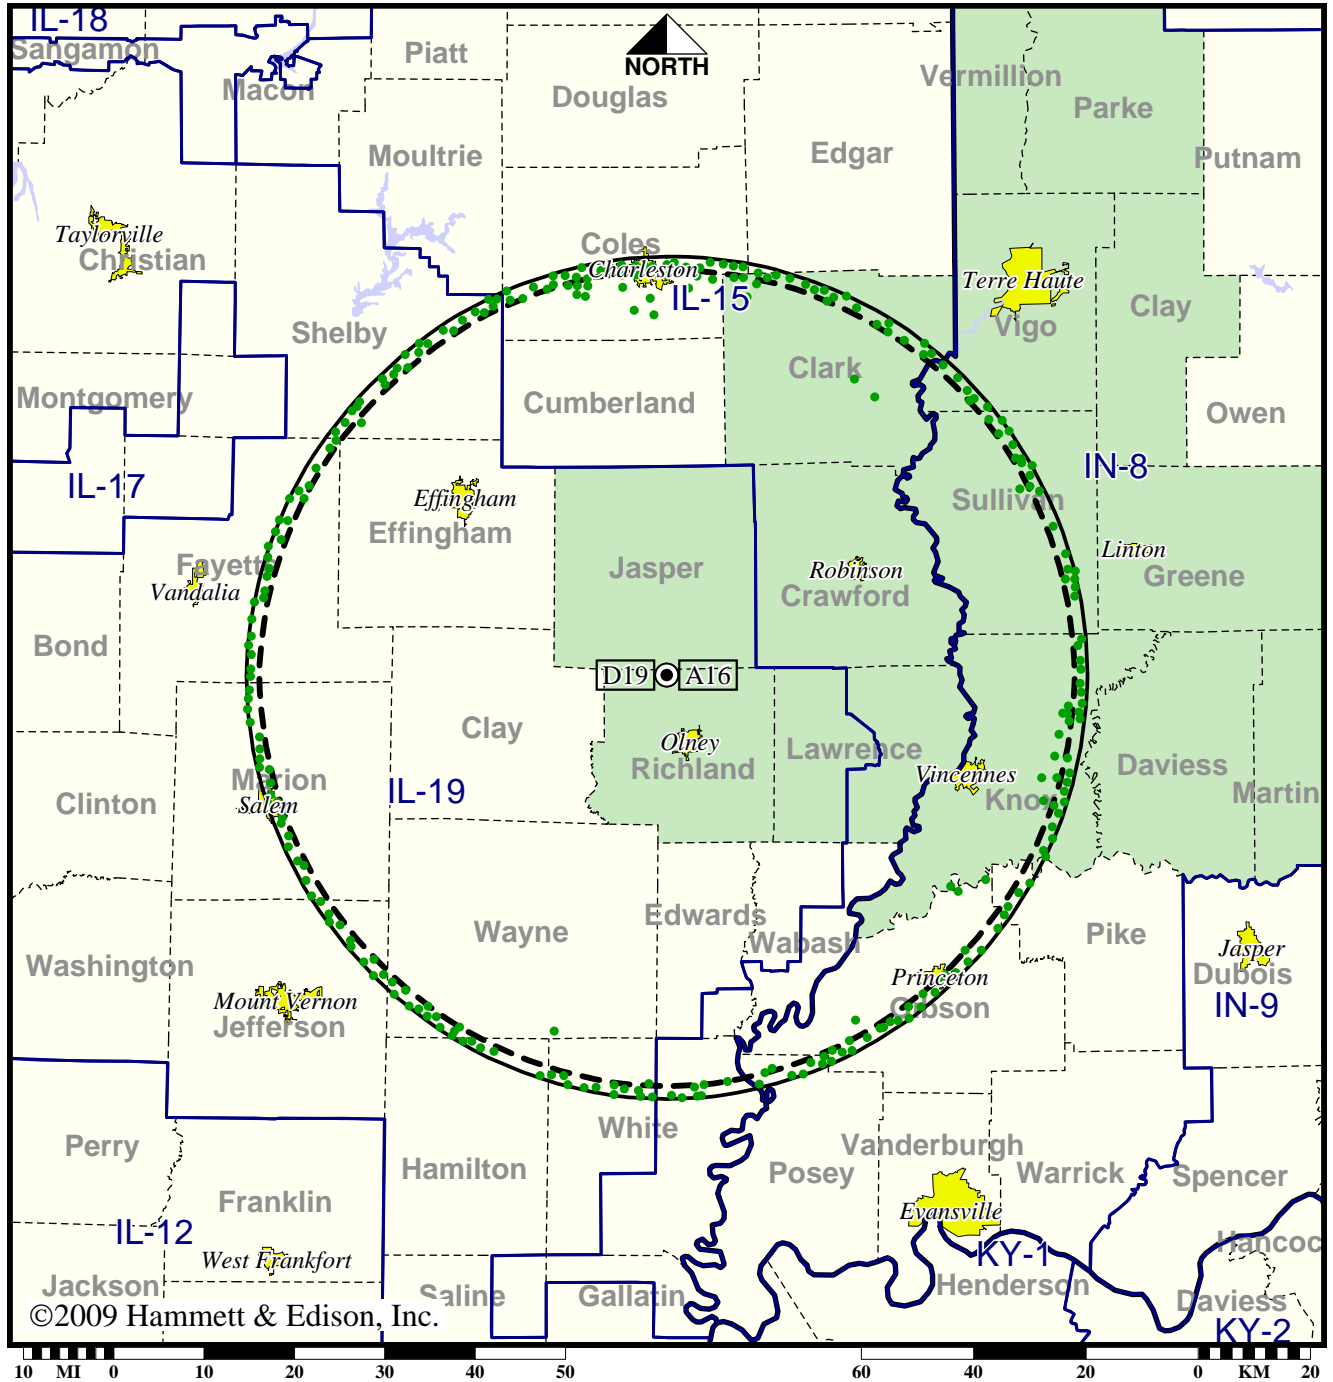 IL-18
Sangamon
Macon
Piatt
NORTH
Douglas
Vermillion
Parke
Moultrie
Edgar
Putnam
Taylorville
Christian
Coles
Charleston
IL-15
Terre Haute
Vigo
Clay
Shelby
Clark
Montgomery
Cumberland
Owen
IL-17
Effingham
Effingham
Sullivan
IN-8
Fayett
Vandalia
Jasper
Robinson
Crawford
Linton
Greene
Bond
D19
A16
Clay
Olney
Richland
Lawrence
Vincennes
Knox
Daviess
Martin
Marion
Salem
IL-19
Clinton
Wayne
Edwards
Wabash
Pike
Jasper
Dubois
IN-9
Washington
Mount Vernon
Jefferson
Princeton
Gibson
Perry
Hamilton
White
Vanderburgh
Posey
Warrick
Spencer
Franklin
IL-12
West Frankfort
Evansville
KY-1
Hancoc
Henderson
Jackson
Saline
Gallatin
Daviess
KY-2
©2009 Hammett & Edison, Inc.
10 MI 0 10 20 30 40 50
60 40 20 0 KM 20